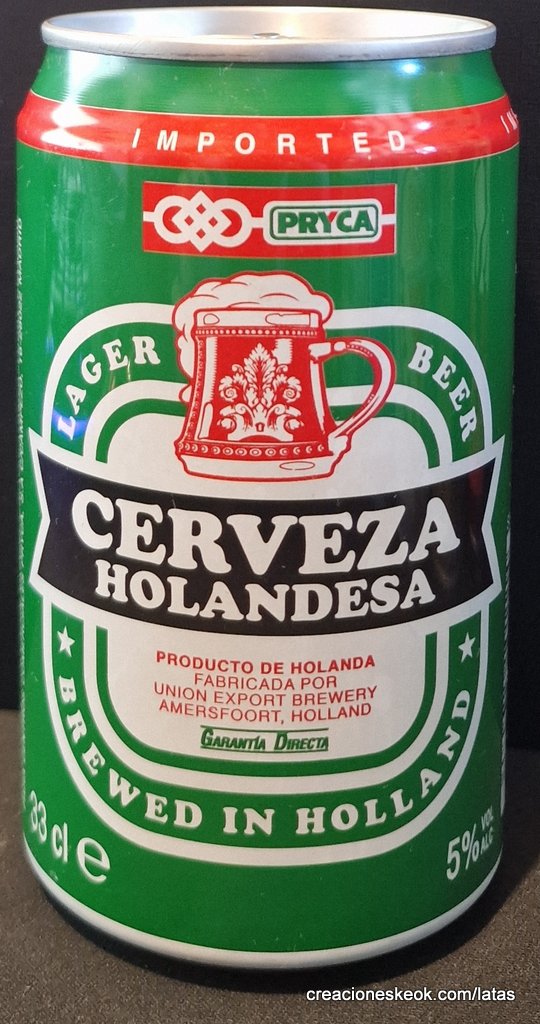 IMPORTED
PRYCA
LAGER BEER
CERVEZA
HOLANDESA
PRODUCTO DE HOLANDA
FABRICADA POR
UNION EXPORT BREWERY
AMERSFOORT, HOLLAND
GARANTÍA DIRECTA
BREWED IN HOLLAND
33 cl e
5% VOL
ALC
creacioneskeok.com/latas